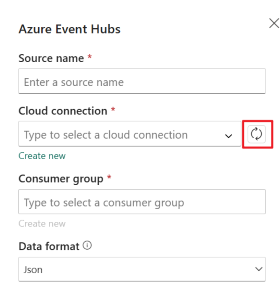 Azure Event Hubs
Source name *
Enter a source name
Cloud connection *
Type to select a cloud connection
Create new
Consumer group *
Type to select a consumer group
Create new
Data format
Json